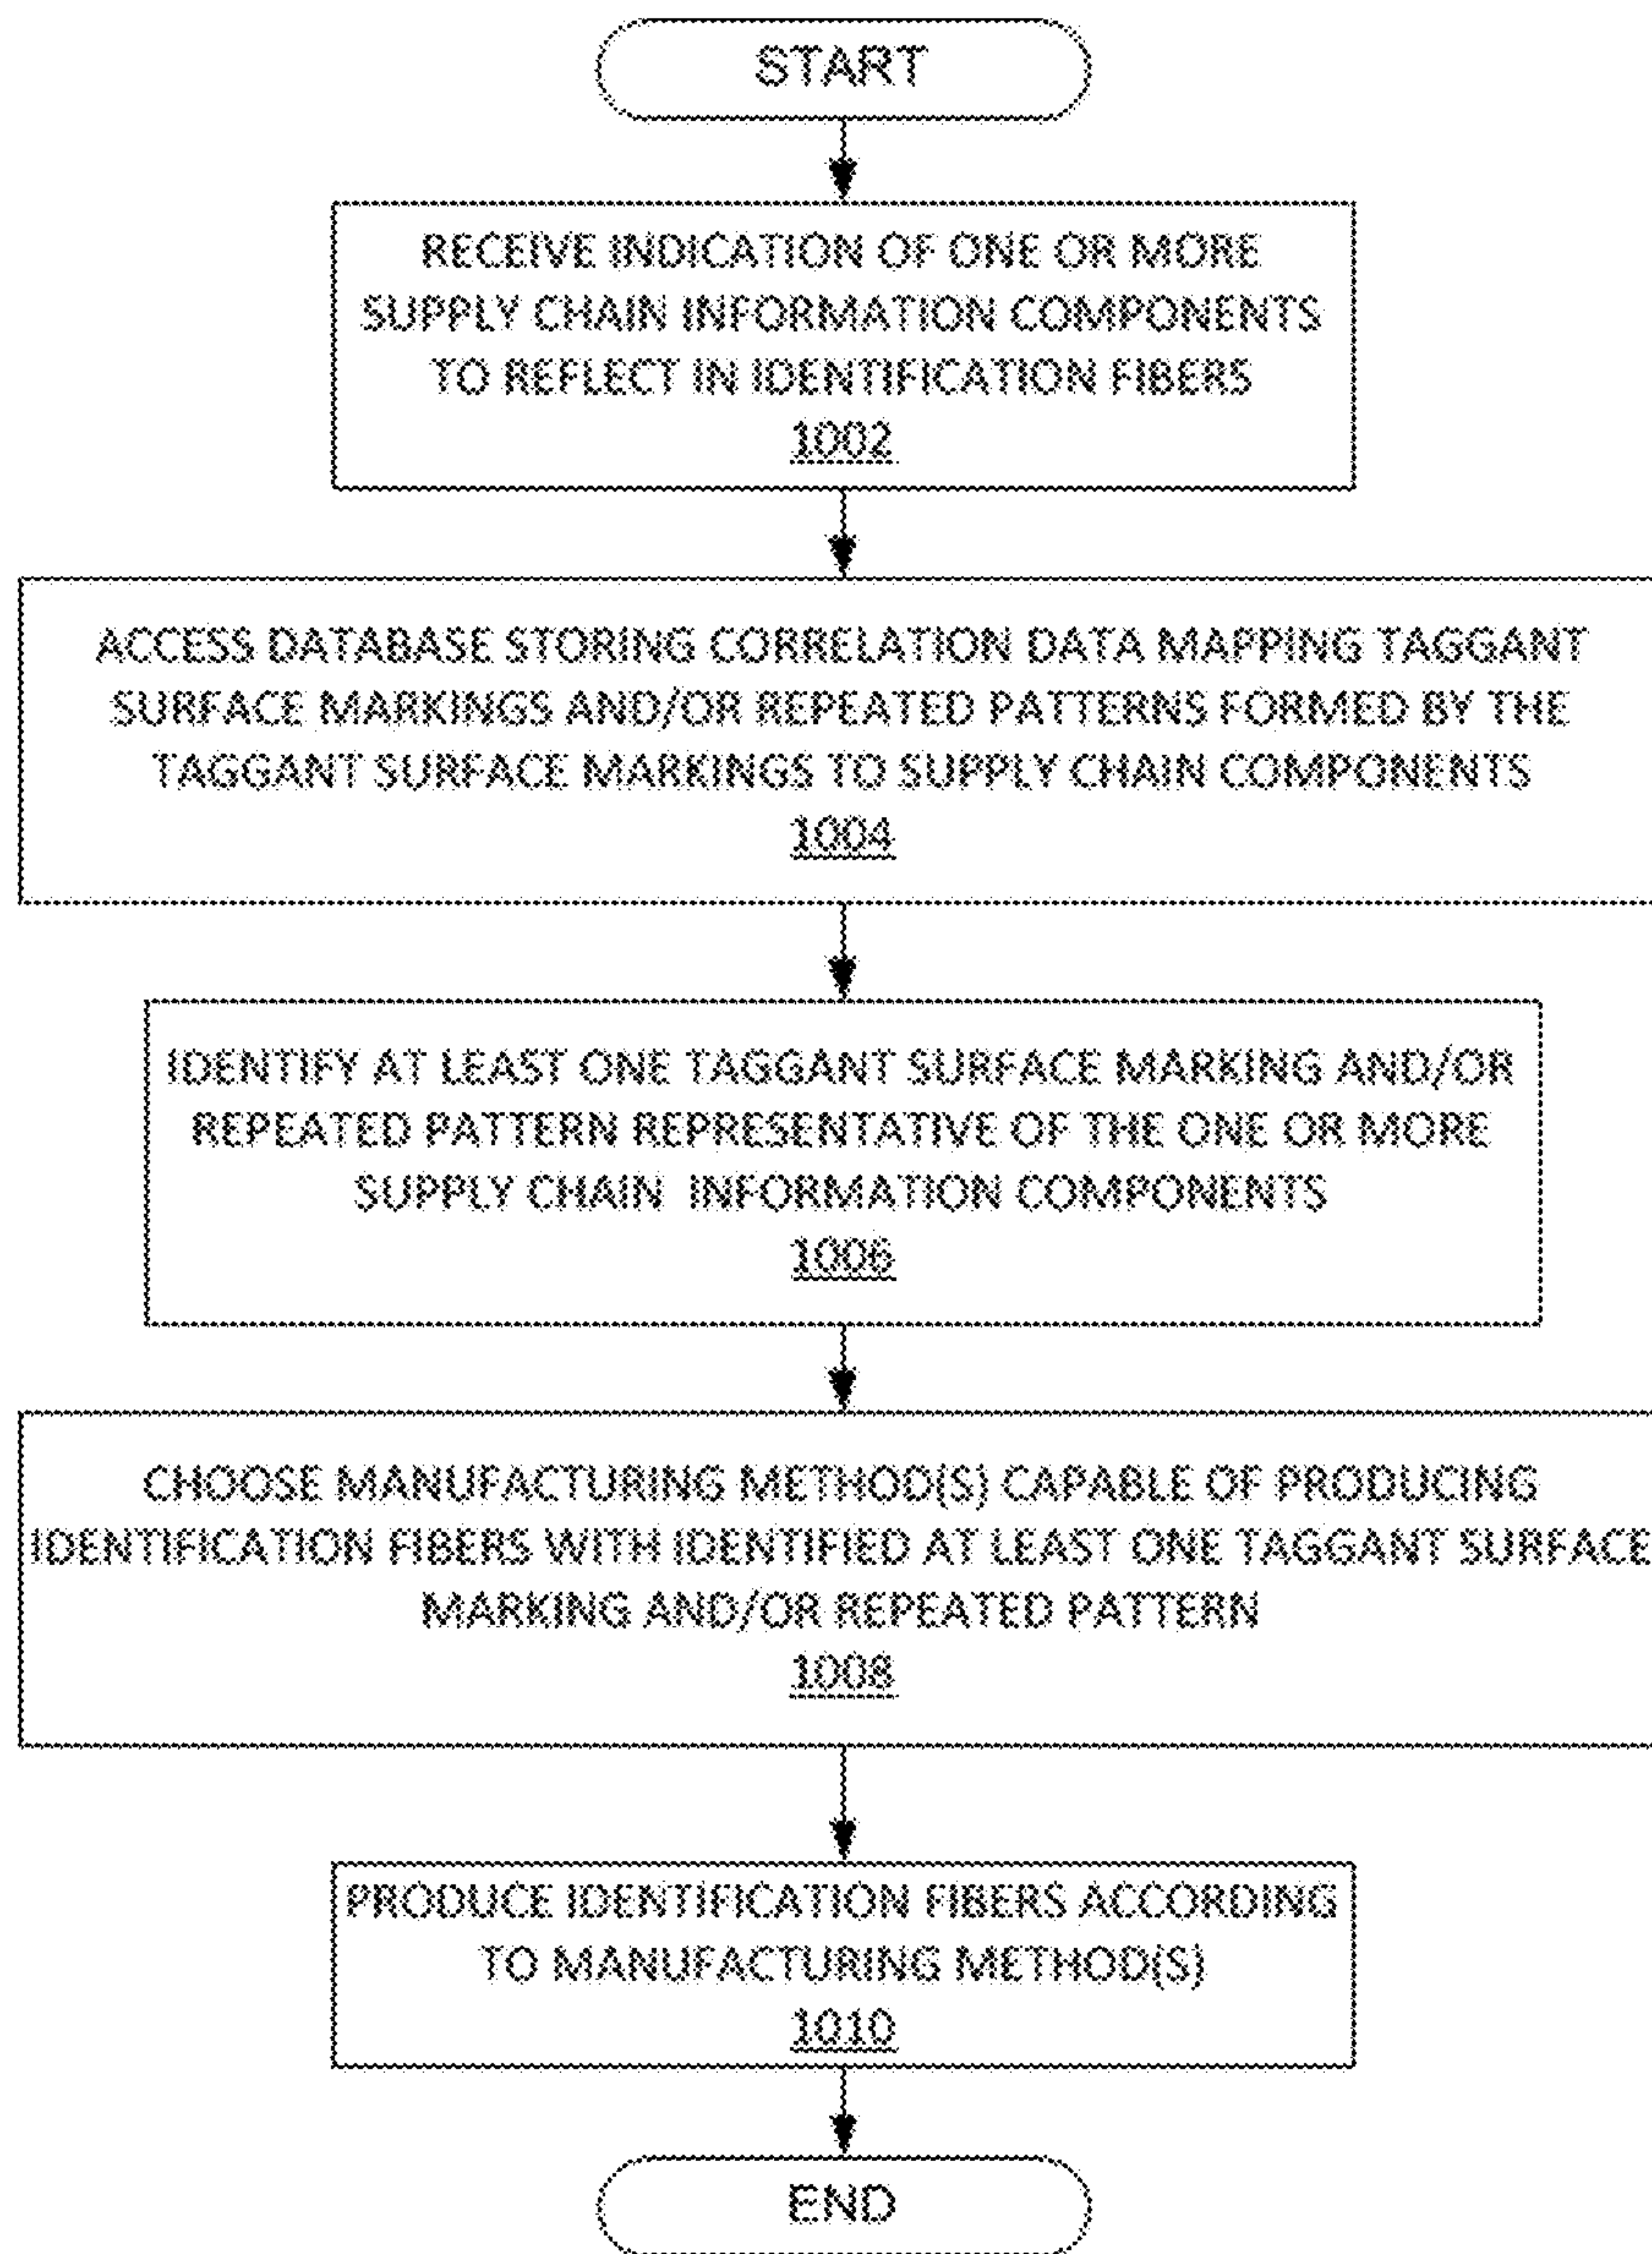 START
RECEIVE INDICATION OF ONE OR MORE
SUPPLY CHAIN INFORMATION COMPONENTS
TO REFLECT IN IDENTIFICATION FIBERS
1002
ACCESS DATABASE STORING CORRELATION DATA MAPPING TAGGANT
SURFACE MARKINGS AND/OR REPEATED PATTERNS FORMED BY THE
TAGGANT SURFACE MARKINGS TO SUPPLY CHAIN COMPONENTS
1004
IDENTIFY AT LEAST ONE TAGGANT SURFACE MARKING AND/OR
REPEATED PATTERN REPRESENTATIVE OF THE ONE OR MORE
SUPPLY CHAIN INFORMATION COMPONENTS
1006
CHOOSE MANUFACTURING METHOD(S) CAPABLE OF PRODUCING
IDENTIFICATION FIBERS WITH IDENTIFIED AT LEAST ONE TAGGANT SURFACE
MARKING AND/OR REPEATED PATTERN
1008
PRODUCE IDENTIFICATION FIBERS ACCORDING
TO MANUFACTURING METHOD(S)
1010
END